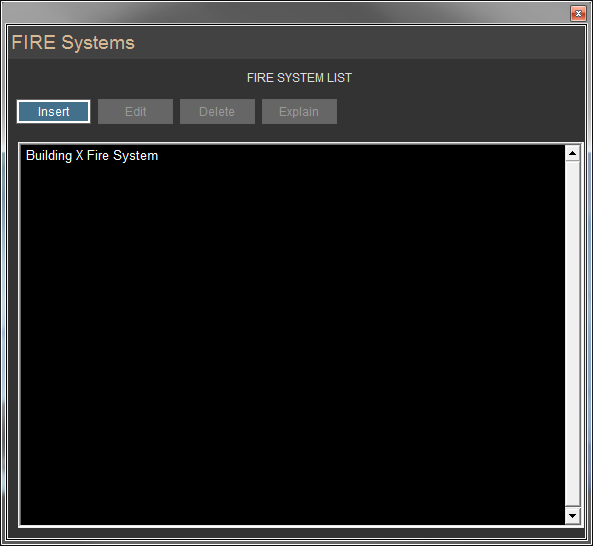 FIRE Systems
FIRE SYSTEM LIST
Insert Edit Delete Explain
Building X Fire System